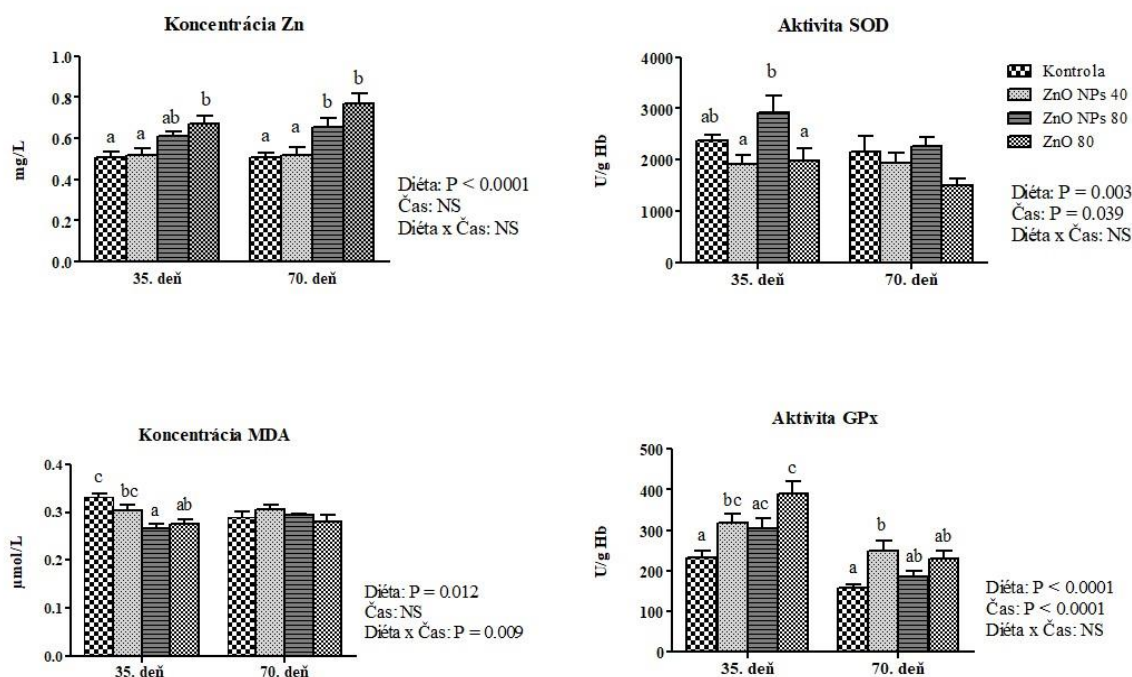 Koncentrácia Zn
1.0
0.8
0.6
0.4
0.2
0.0
mg/L
a
a
ab
b
a
a
b
b
35. deň
70. deň
Diéta: P < 0.0001
Čas: NS
Diéta x Čas: NS
Aktivita SOD
4000
3000
2000
1000
0
U/g Hb
ab
a
b
a
35. deň
70. deň
Kontrola
ZnO NPs 40
ZnO NPs 80
ZnO 80
Diéta: P = 0.003
Čas: P = 0.039
Diéta x Čas: NS
Koncentrácia MDA
0.4
0.3
0.2
0.1
0.0
µmol/L
c
bc
a
ab
35. deň
70. deň
Diéta: P = 0.012
Čas: NS
Diéta x Čas: P = 0.009
Aktivita GPx
500
400
300
200
100
0
U/g Hb
a
bc
ac
c
a
b
ab
ab
35. deň
70. deň
Diéta: P < 0.0001
Čas: P < 0.0001
Diéta x Čas: NS